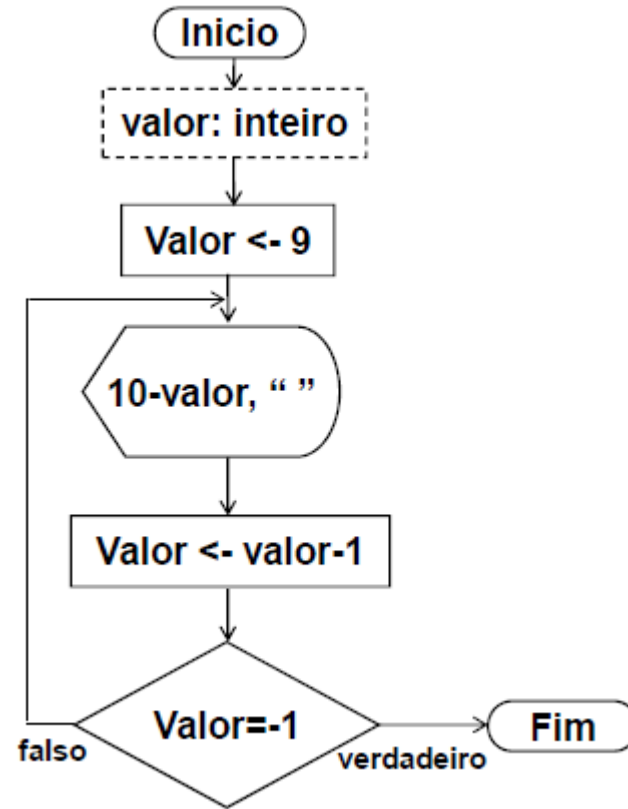 Inicio
valor: inteiro
Valor <- 9
10-valor, “ ”
Valor <- valor-1
Valor=-1
falso
verdadeiro
Fim